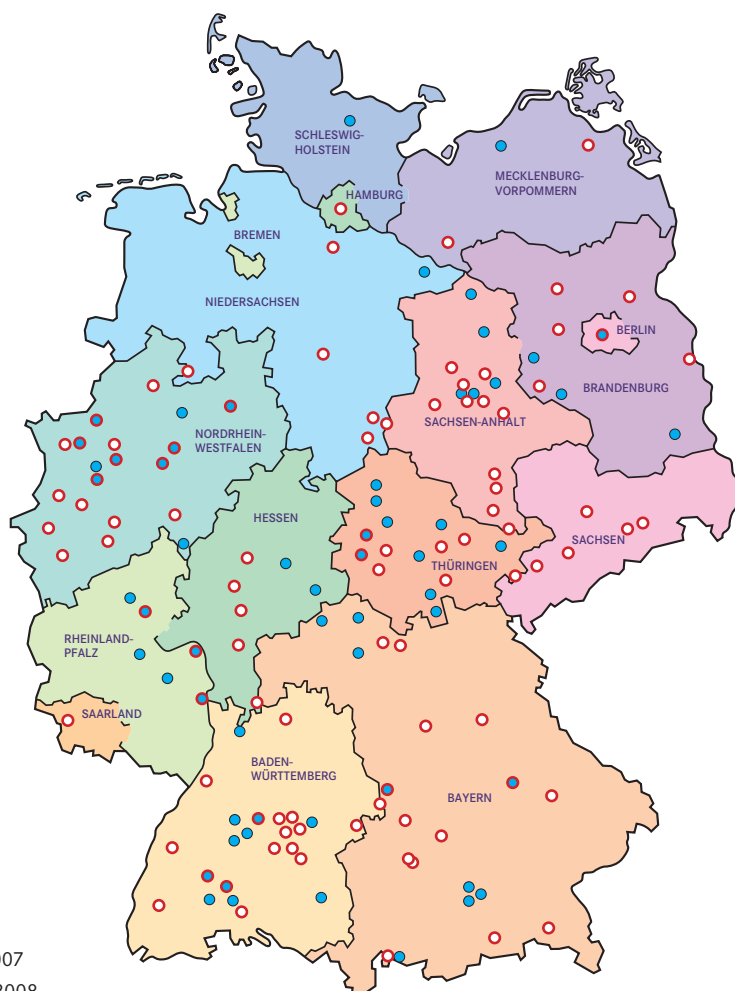 SCHLESWIG-
HOLSTEIN
MECKLENBURG-
VORPOMMERN
HAMBURG
BREMEN
NIEDERSACHSEN
BERLIN
BRANDENBURG
SACHSEN-ANHALT
NORDRHEIN-
WESTFALEN
HESSEN
SACHSEN
THÜRINGEN
RHEINLAND-
PFALZ
SAARLAND
BADEN-
WÜRTTEMBERG
BAYERN